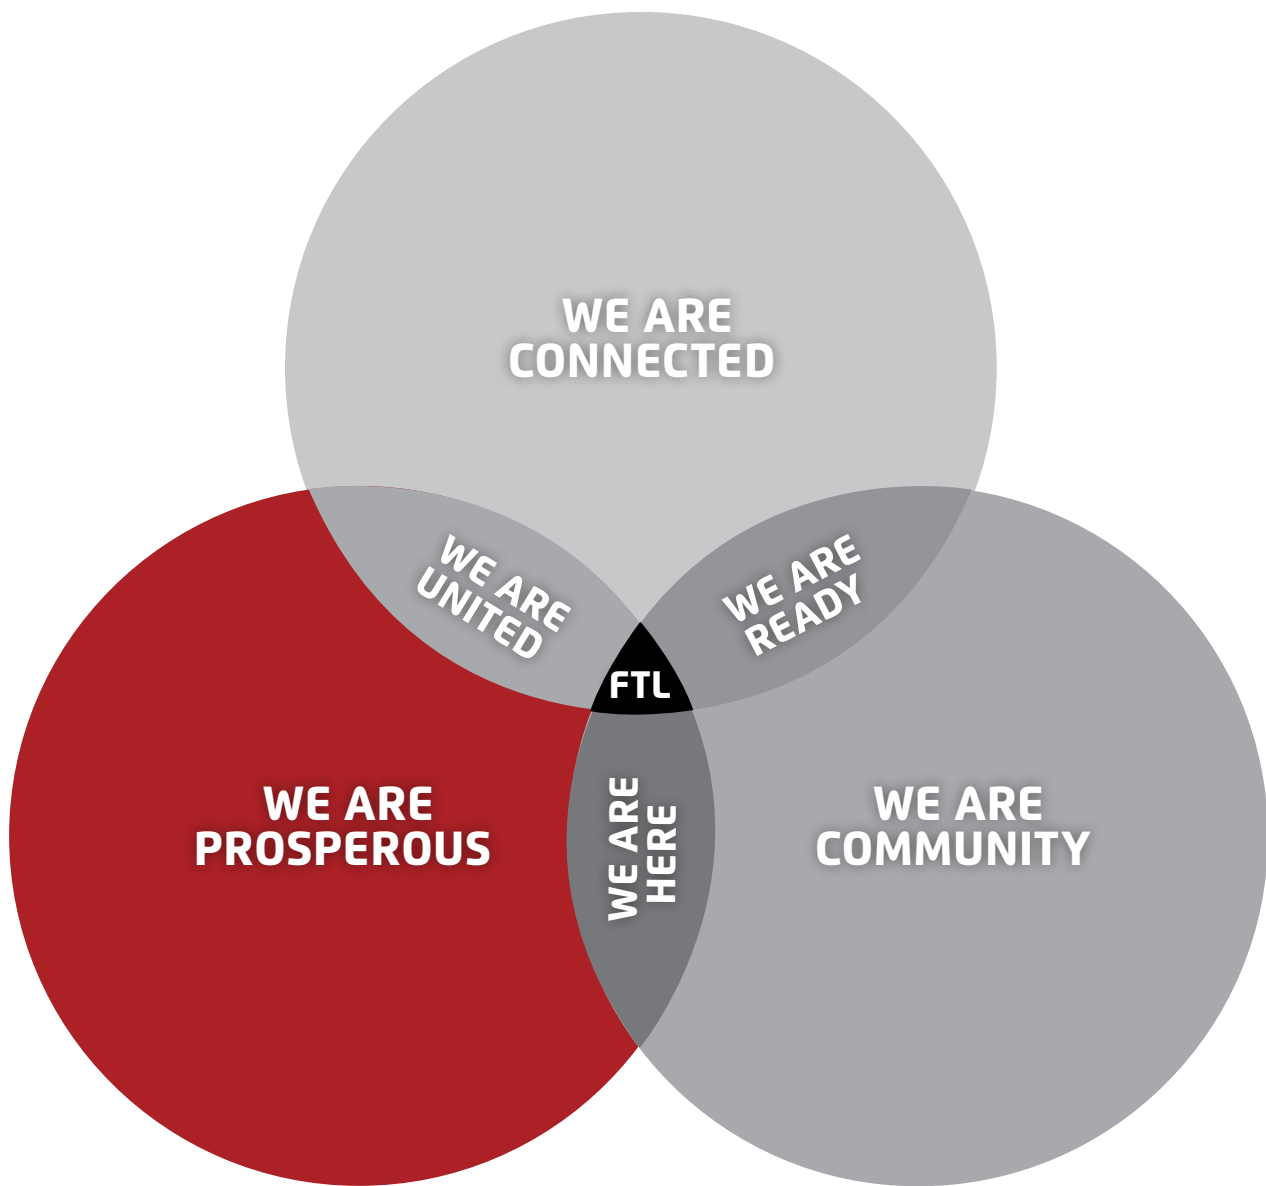 WE ARE
CONNECTED
WE ARE
UNITED
WE ARE
READY
FTL
WE ARE
PROSPEROUS
WE ARE
HERE
WE ARE
COMMUNITY